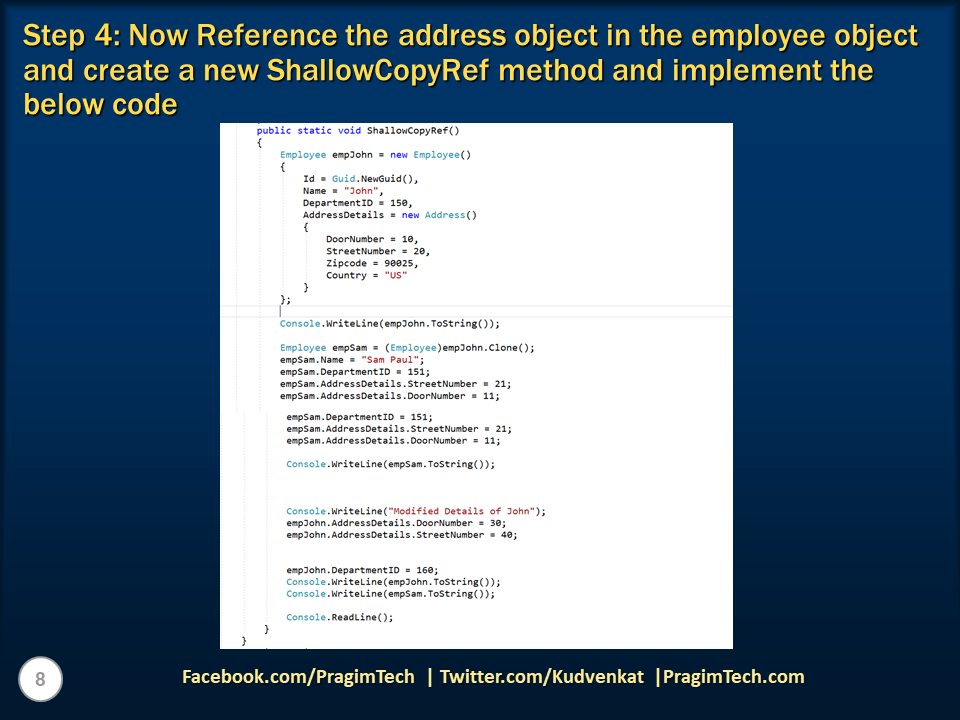 Step 4: Now Reference the address object in the employee object
and create a new ShallowCopyRef method and implement the
below code
public static void ShallowCopyRef()
{
Employee empJohn = new Employee()
{
Id = Guid.NewGuid(),
Name = "John",
DepartmentID = 150,
AddressDetails = new Address()
{
DoorNumber = 10,
StreetNumber = 20,
Zipcode = 90025,
Country = "US"
}
};
Console.WriteLine(empJohn.ToString());
Employee empSam = (Employee)empJohn.Clone();
empSam.Name = "Sam Paul";
empSam.DepartmentID = 151;
empSam.AddressDetails.StreetNumber = 21;
empSam.AddressDetails.DoorNumber = 11;
empSam.DepartmentID = 151;
empSam.AddressDetails.StreetNumber = 21;
empSam.AddressDetails.DoorNumber = 11;
Console.WriteLine(empSam.ToString());
Console.WriteLine("Modified Details of John");
empJohn.AddressDetails.DoorNumber = 30;
empJohn.AddressDetails.StreetNumber = 40;
empJohn.DepartmentID = 160;
Console.WriteLine(empJohn.ToString());
Console.WriteLine(empSam.ToString());
Console.ReadLine();
}
}
8
Facebook.com/PragimTech | Twitter.com/Kudvenkat |PragimTech.com